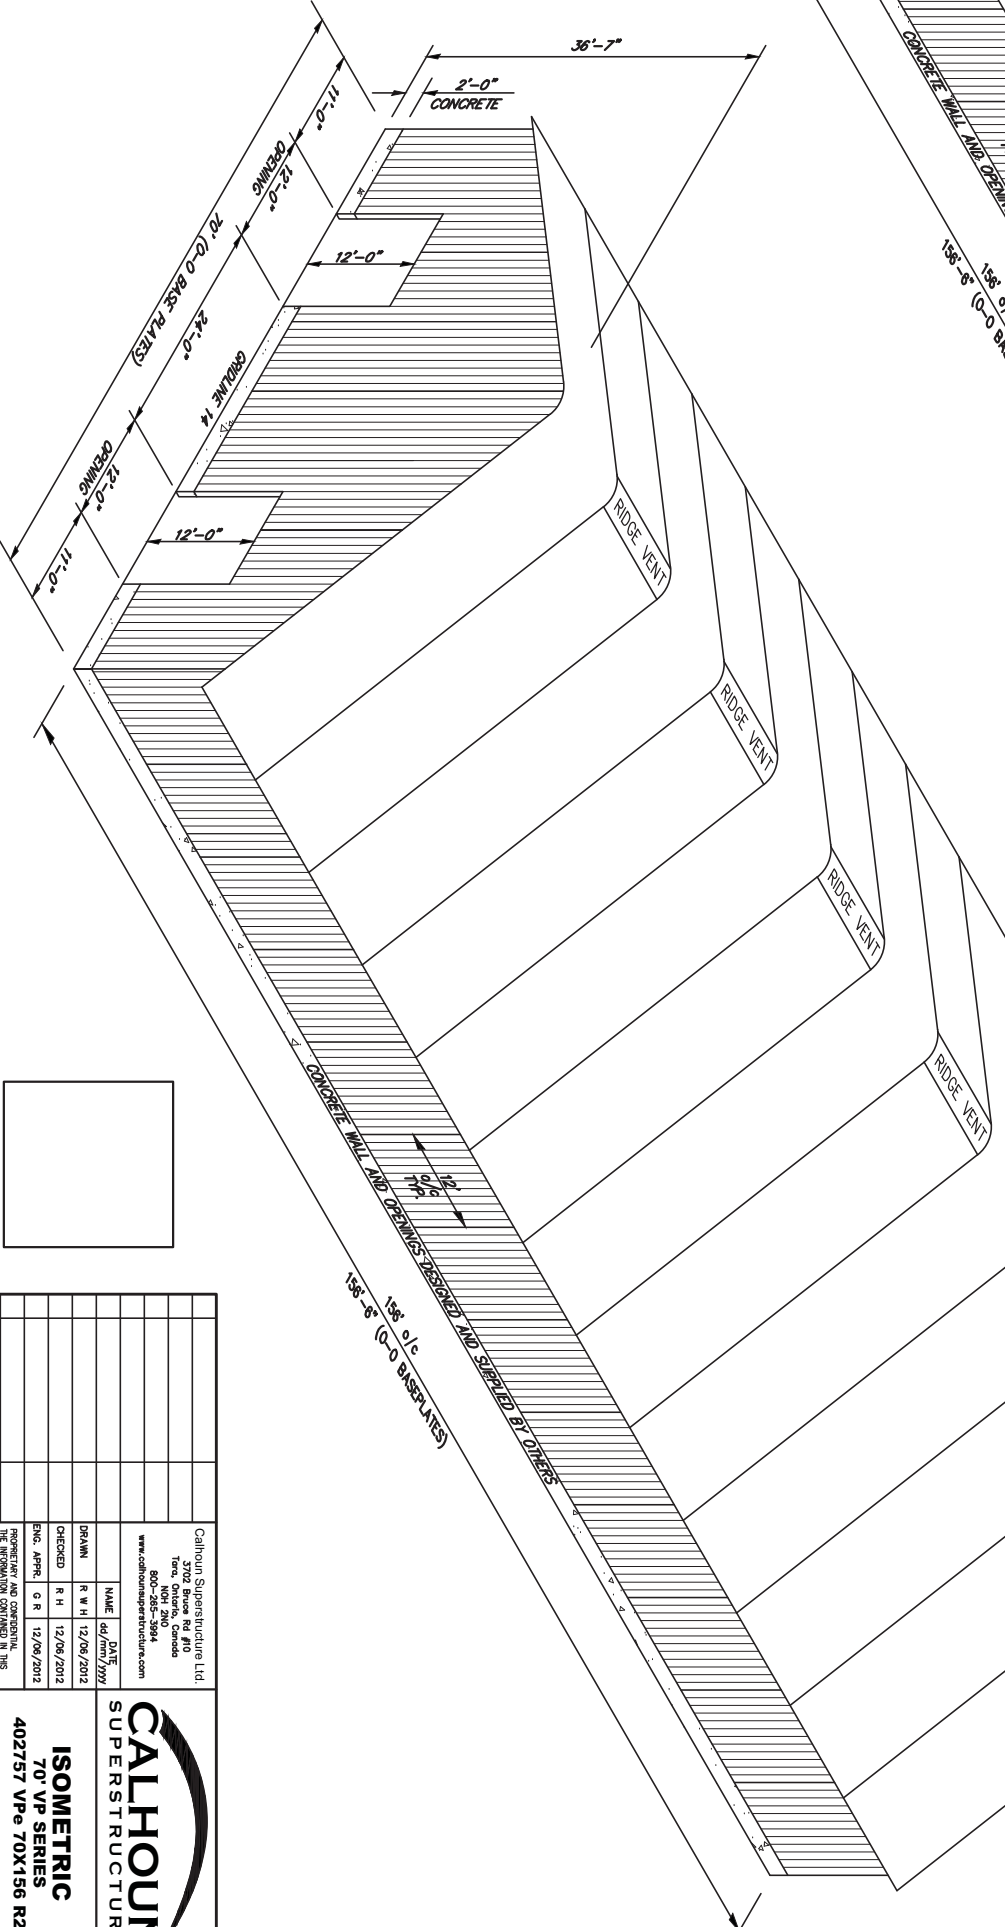 36'-7"
2'-0"
CONCRETE
11'-0"
12'-0"
OPENING
24'-0"
12'-0"
OPENING
11'-0"
70' (O-O BASE PLATES)
12'-0"
12'-0"
GRIDLINE 14
RIDGE VENT
RIDGE VENT
RIDGE VENT
RIDGE VENT
CONCRETE WALL AND OPENINGS DESIGNED AND SUPPLIED BY OTHERS
12'
o/c
TYP.
156' o/c
156'-6" (O-O BASEPLATES)
CONCRETE WALL AND OPENIN
156' o/
156'-6" (O-O BA
Calhoun Superstructure Ltd.
3702 Bruce Rd #10
Tara, Ontario, Canada
N0H 2N0
800-265-3994
www.calhounsuperstructure.com
NAME DATE
dd/mm/yyyy
DRAWN R W H 12/06/2012
CHECKED R H 12/06/2012
ENG. APPR. G R 12/06/2012
PROPRIETARY AND CONFIDENTIAL
THE INFORMATION CONTAINED IN THIS
CALHOUN
SUPERSTRUCTUR
ISOMETRIC
70' VP SERIES
402757 VPe 70X156 R2